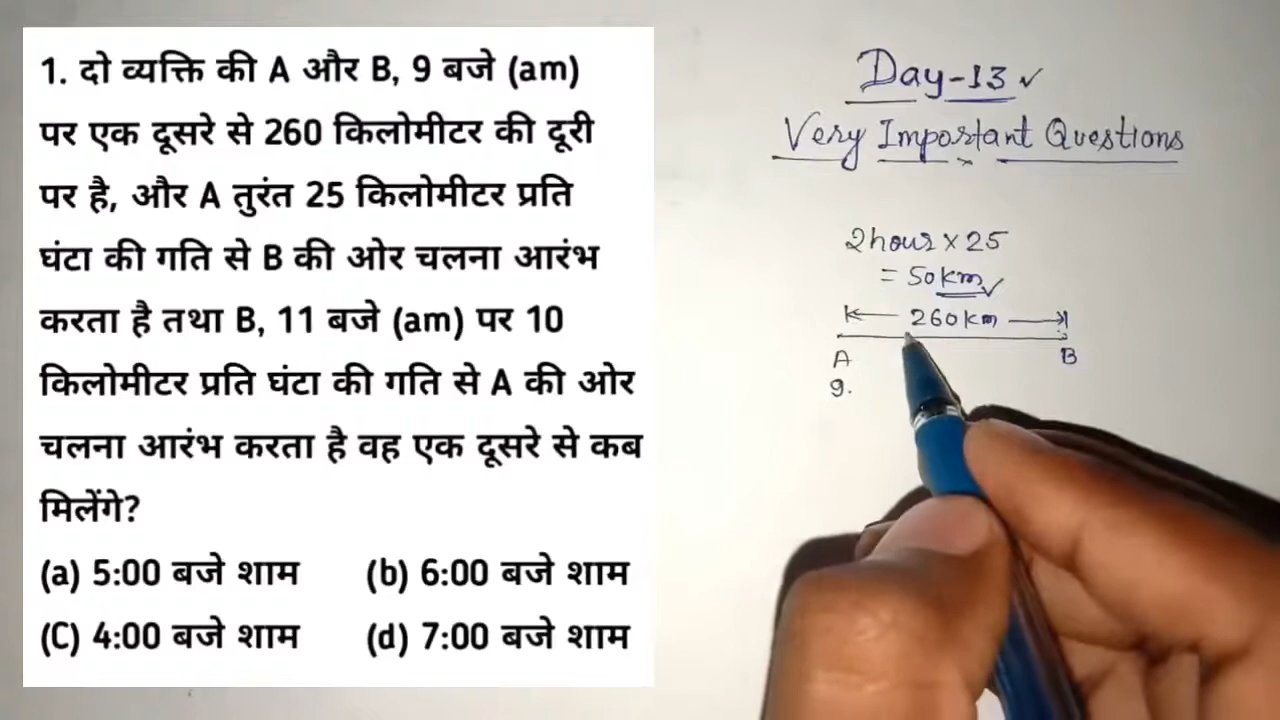 1. दो व्यक्ति की A और B, 9 बजे (am)
पर एक दूसरे से 260 किलोमीटर की दूरी
पर है, और A तुरंत 25 किलोमीटर प्रति
घंटा की गति से B की ओर चलना आरंभ
करता है तथा B, 11 बजे (am) पर 10
किलोमीटर प्रति घंटा की गति से A की ओर
चलना आरंभ करता है वह एक दूसरे से कब
मिलेंगे?
(a) 5:00 बजे शाम (b) 6:00 बजे शाम
(C) 4:00 बजे शाम (d) 7:00 बजे शाम
Day-13
Very Important Questions
2hour x 25
= 50km
260km
A B
9.